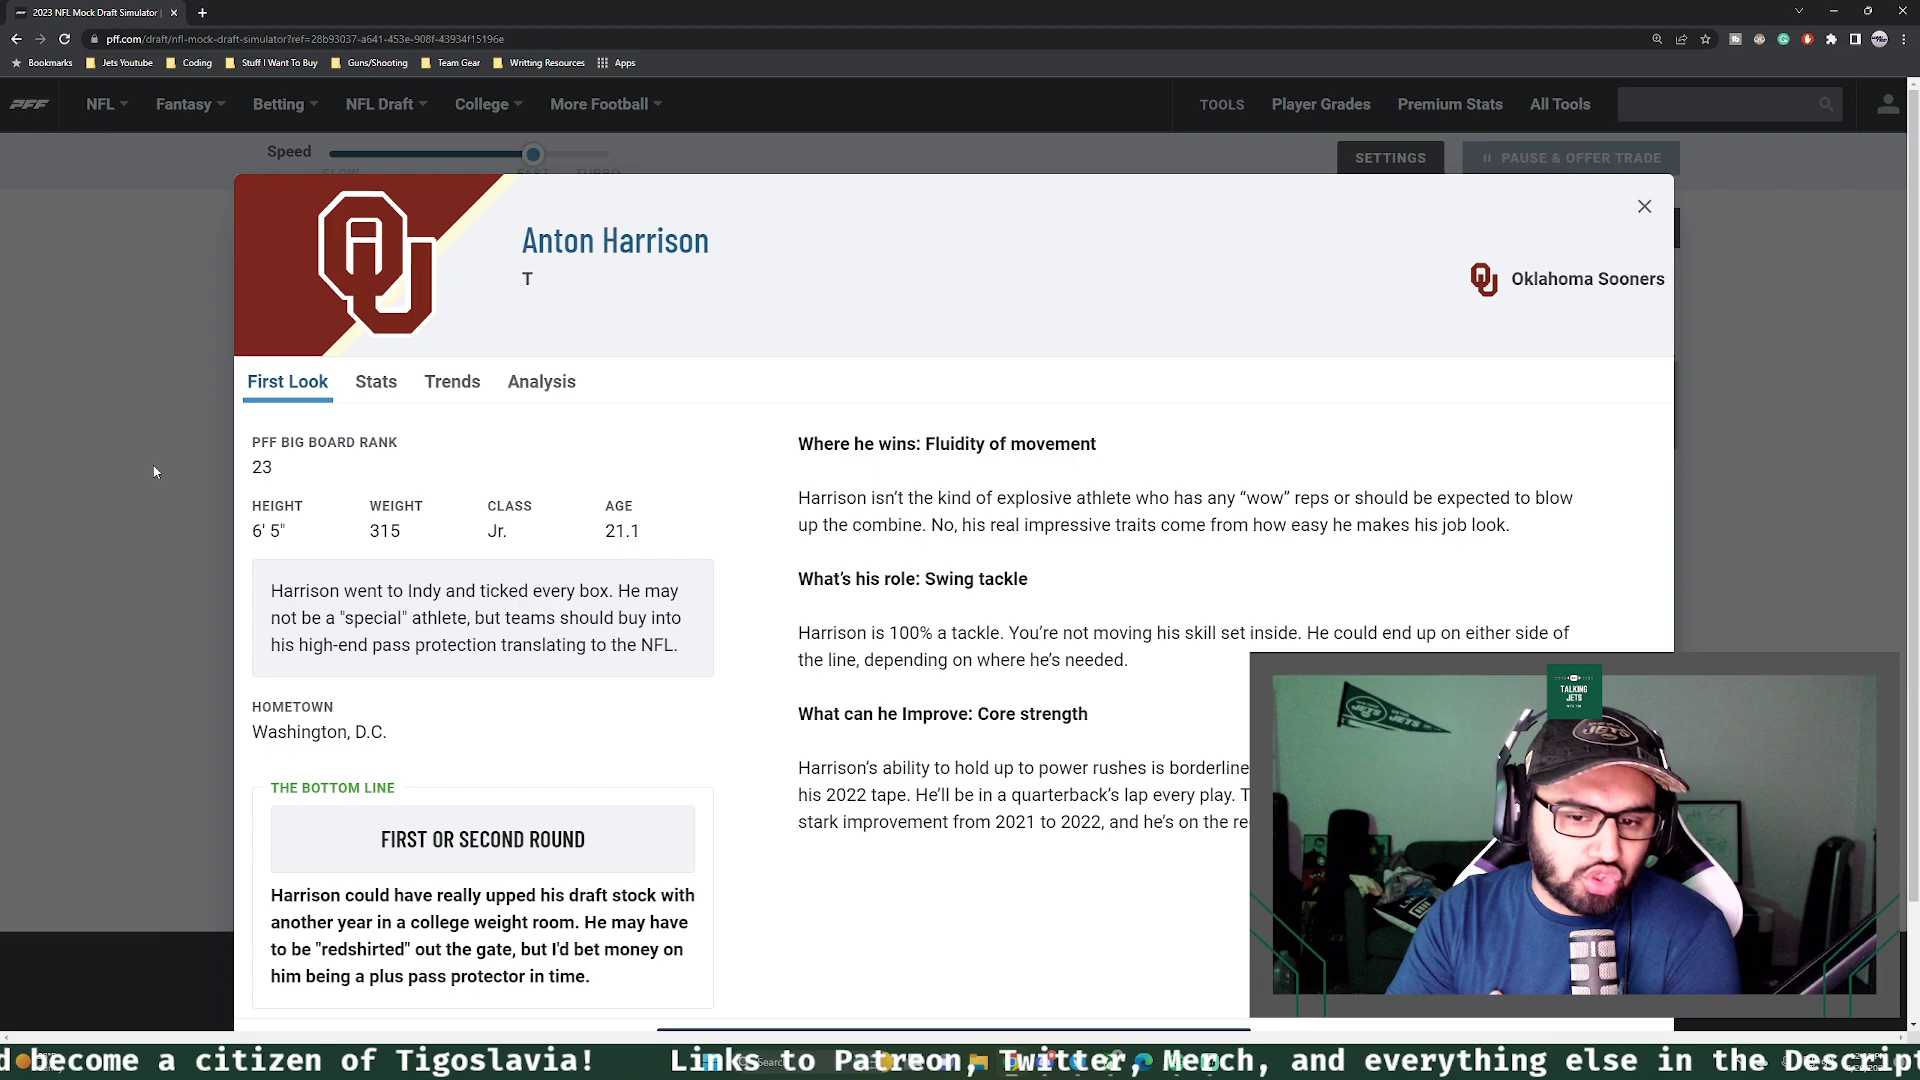 2023 NFL Mock Draft Simulator |
pff.com/draft/nfl-mock-draft-simulator?ref=28b93037-a641-453e-908f-43934f15196e
Bookmarks Jets Youtube Coding Stuff I Want To Buy Guns/Shooting Team Gear Writting Resources Apps
PFF NFL Fantasy Betting NFL Draft College More Football TOOLS Player Grades Premium Stats All Tools
Speed
SLOW FAST TURBO
SETTINGS PAUSE & OFFER TRADE
Anton Harrison
T
Oklahoma Sooners
First Look Stats Trends Analysis
PFF BIG BOARD RANK
23
HEIGHT WEIGHT CLASS AGE
6' 5" 315 Jr. 21.1
Harrison went to Indy and ticked every box. He may
not be a "special" athlete, but teams should buy into
his high-end pass protection translating to the NFL.
HOMETOWN
Washington, D.C.
THE BOTTOM LINE
FIRST OR SECOND ROUND
Harrison could have really upped his draft stock with
another year in a college weight room. He may have
to be "redshirted" out the gate, but I'd bet money on
him being a plus pass protector in time.
Where he wins: Fluidity of movement
Harrison isn’t the kind of explosive athlete who has any “wow” reps or should be expected to blow
up the combine. No, his real impressive traits come from how easy he makes his job look.
What’s his role: Swing tackle
Harrison is 100% a tackle. You’re not moving his skill set inside. He could end up on either side of
the line, depending on where he’s needed.
What can he Improve: Core strength
Harrison’s ability to hold up to power rushes is borderline
his 2022 tape. He’ll be in a quarterback’s lap every play. T
stark improvement from 2021 to 2022, and he’s on the re
TALKING
JETS
JETS
d become a citizen of Tigoslavia! Links to Patreon, Twitter, Merch, and everything else in the Descript